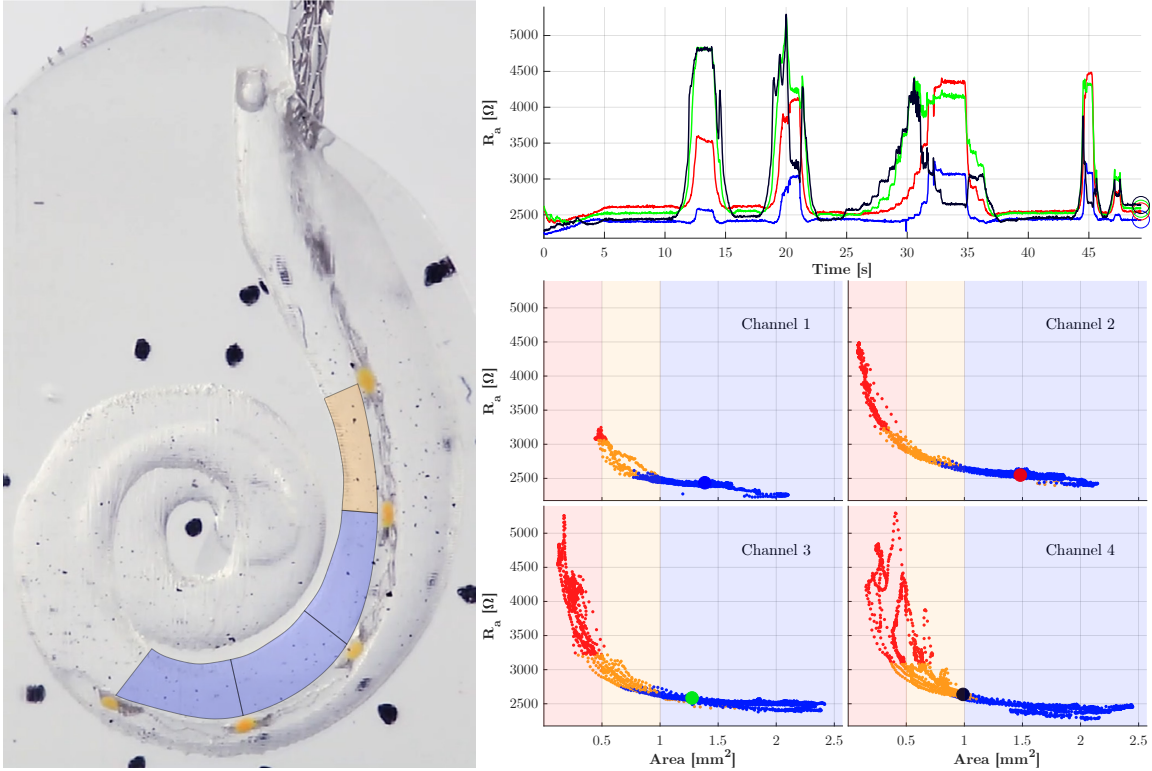 5000
4500
4000
3500
3000
2500
R_a [Ω]
0 5 10 15 20 25 30 35 40 45
Time [s]
5000
4500
4000
3500
3000
2500
R_a [Ω]
Channel 1
Channel 2
5000
4500
4000
3500
3000
2500
R_a [Ω]
Channel 3
Channel 4
0.5 1 1.5 2 2.5
0.5 1 1.5 2 2.5
Area [mm²]
Area [mm²]